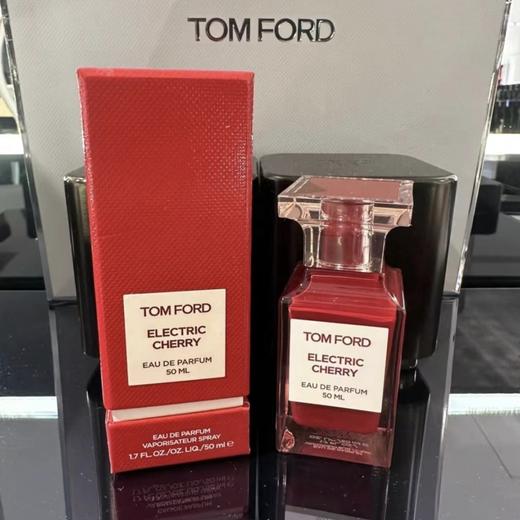 TOM FORD
TOM FORD
ELECTRIC
CHERRY
EAU DE PARFUM
50 ML
EAU DE PARFUM
VAPORISATEUR SPRAY
1.7 FL.OZ./OZ. LIQ./50 ml e
TOM FORD
ELECTRIC
CHERRY
EAU DE PARFUM
50 ML